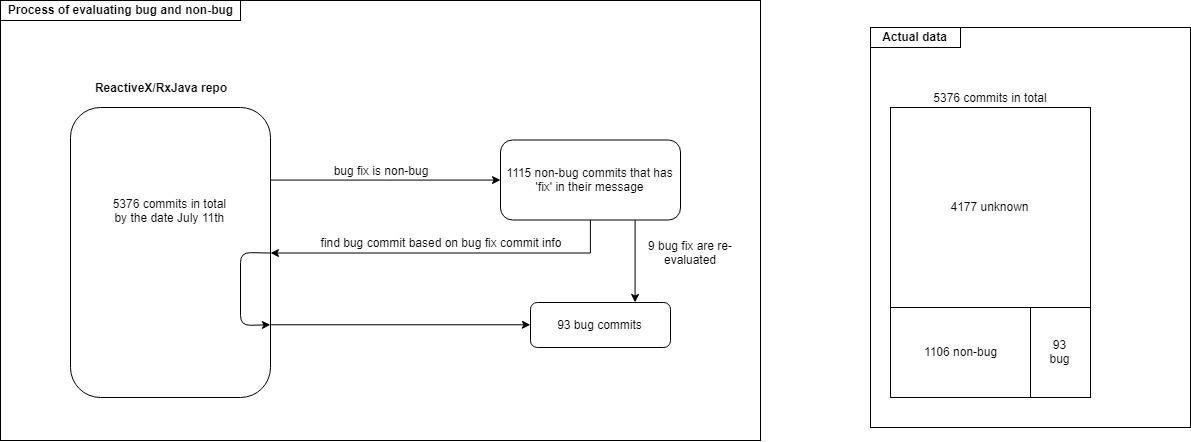 Process of evaluating bug and non-bug
ReactiveX/RxJava repo
5376 commits in total
by the date July 11th
bug fix is non-bug
1115 non-bug commits that has
'fix' in their message
find bug commit based on bug fix commit info
9 bug fix are re-
evaluated
93 bug commits
Actual data
5376 commits in total
4177 unknown
1106 non-bug
93
bug